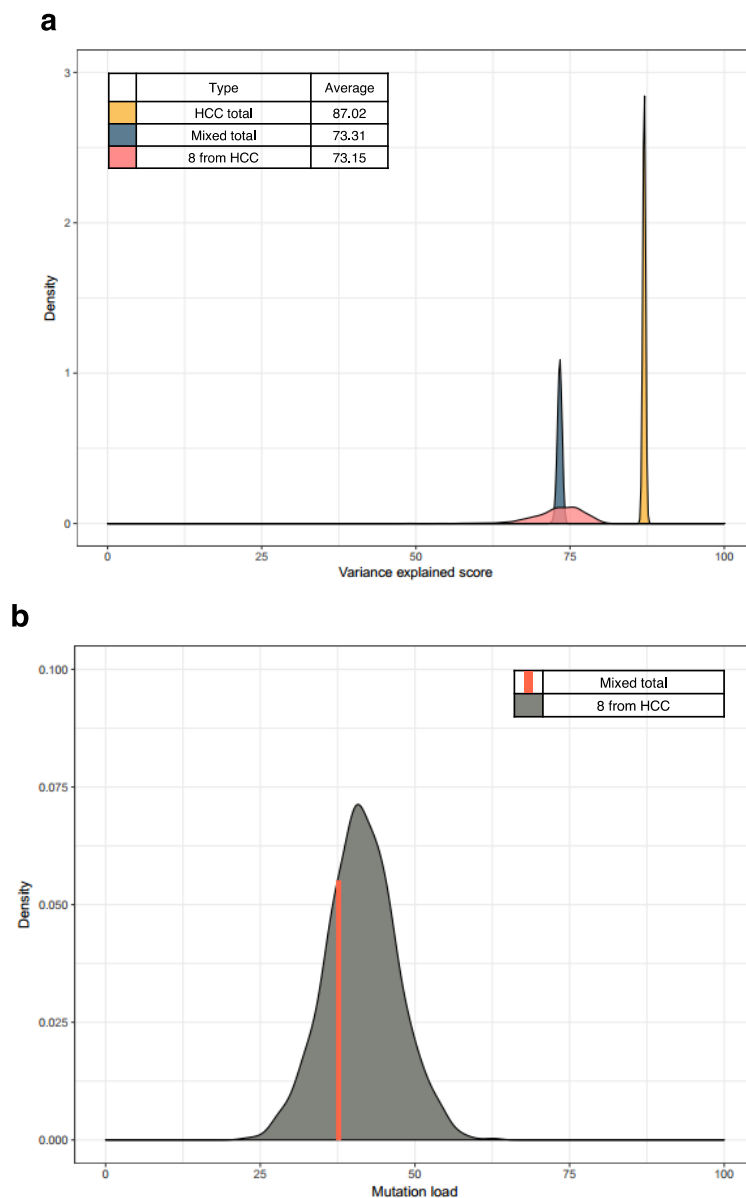 a
Type Average
HCC total 87.02
Mixed total 73.31
8 from HCC 73.15
3
2
1
0
Density
0 25 50 75 100
Variance explained score
b
Mixed total
8 from HCC
0.100
0.075
0.050
0.025
0.000
Density
0 25 50 75 100
Mutation load